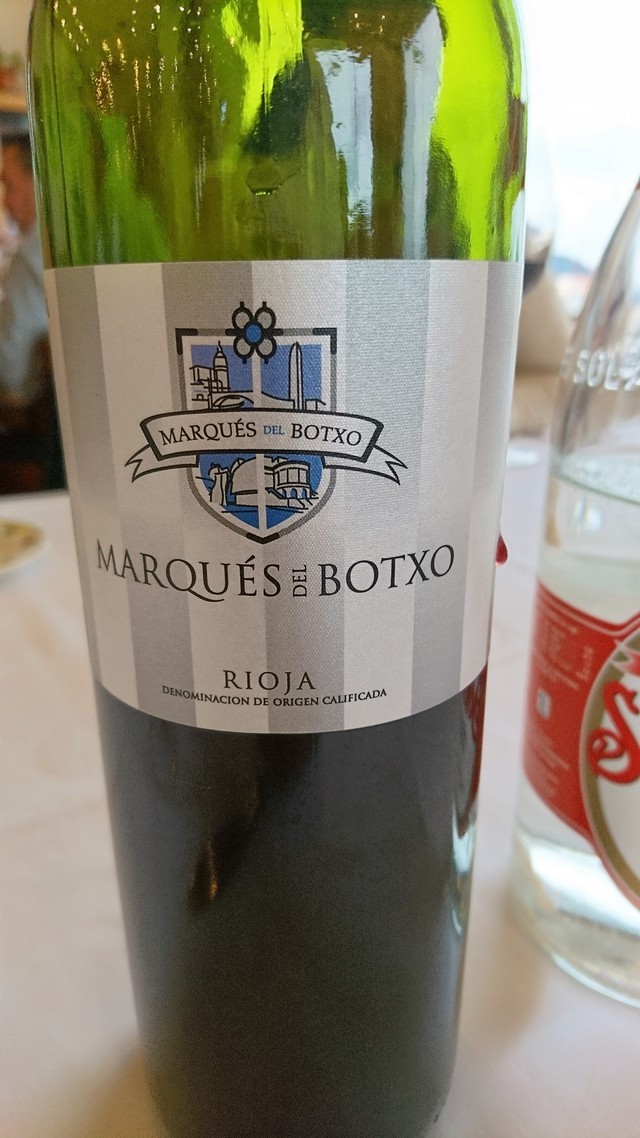 MARQUÉS DEL BOTXO
MARQUÉS DEL BOTXO
RIOJA
DENOMINACION DE ORIGEN CALIFICADA